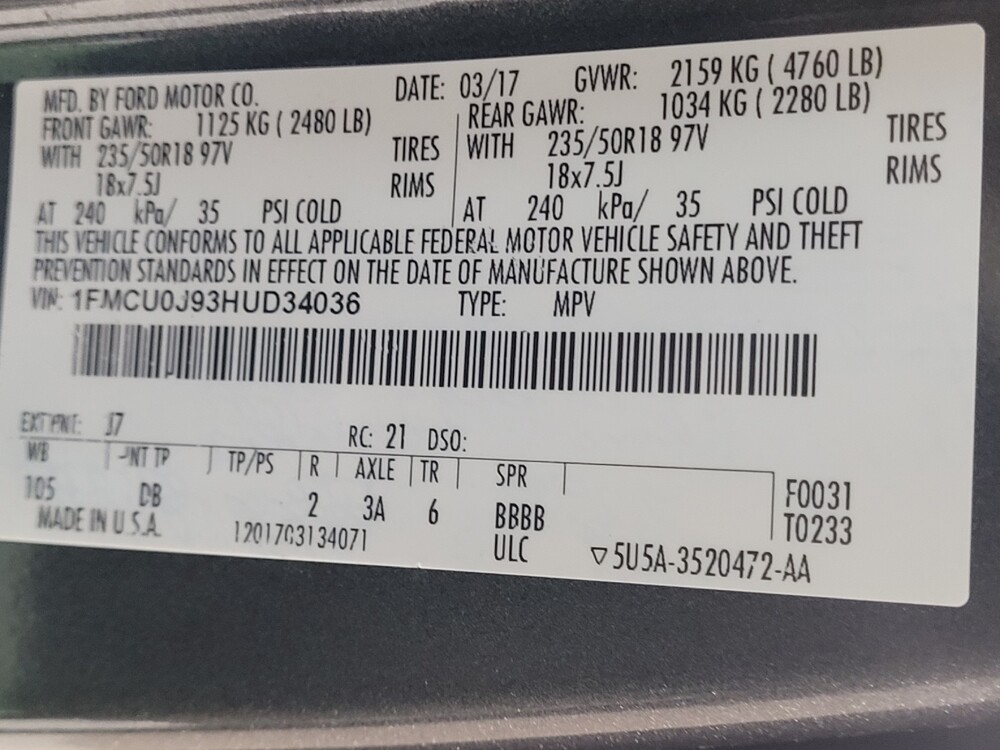 MFD. BY FORD MOTOR CO. DATE: 03/17 GVWR: 2159 KG ( 4760 LB)
FRONT GAWR: 1125 KG ( 2480 LB) REAR GAWR: 1034 KG ( 2280 LB)
WITH 235/50R18 97V TIRES WITH 235/50R18 97V TIRES
18x7.5J RIMS 18x7.5J RIMS
AT 240 kPa/ 35 PSI COLD AT 240 kPa/ 35 PSI COLD
THIS VEHICLE CONFORMS TO ALL APPLICABLE FEDERAL MOTOR VEHICLE SAFETY AND THEFT
PREVENTION STANDARDS IN EFFECT ON THE DATE OF MANUFACTURE SHOWN ABOVE.
VIN: 1FMCU0J93HUD34036 TYPE: MPV
EXT PNT: J7 RC: 21 DSO:
WB INT TP TP/PS R AXLE TR SPR
105 DB 2 3A 6 BBBB F0031
MADE IN U.S.A. 1201703134071 ULC T0233
▽5U5A-3520472-AA